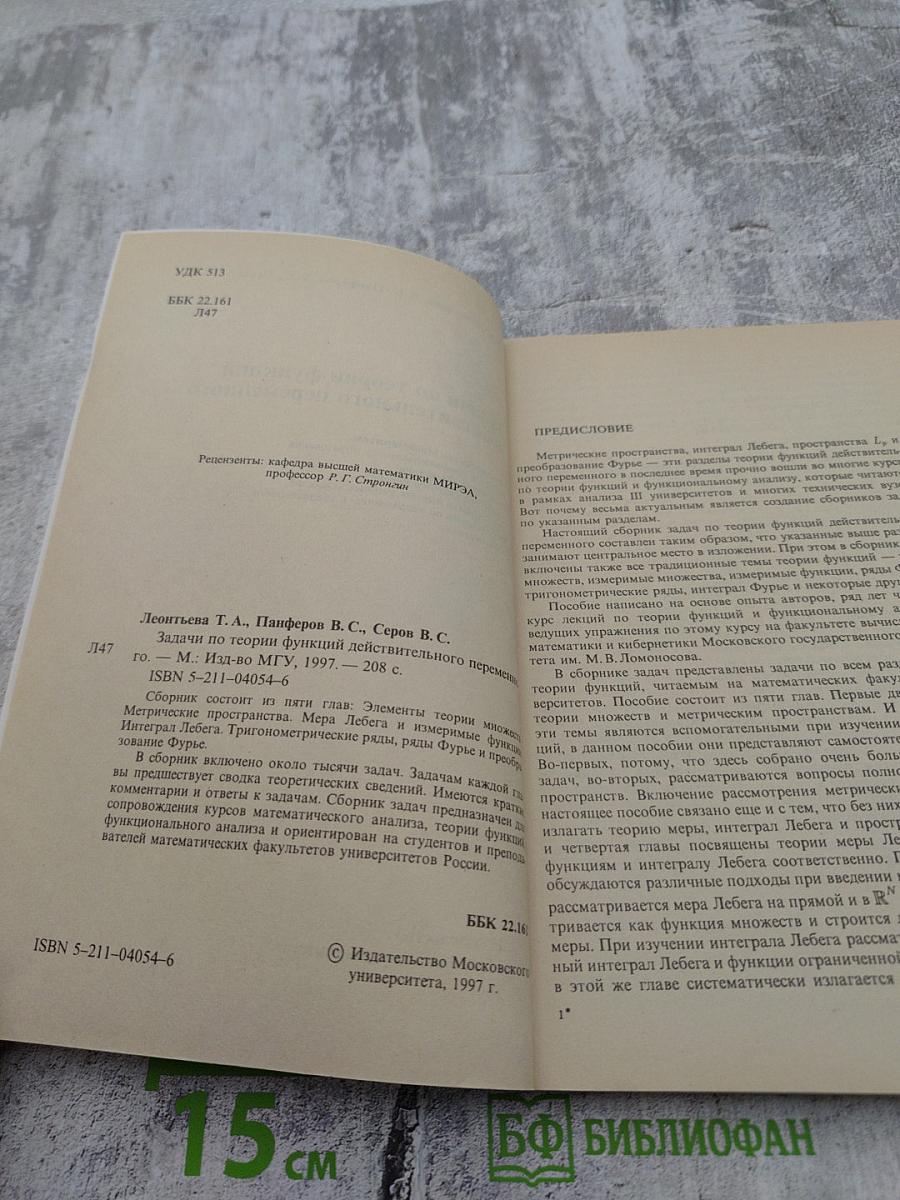 УДК 513
ББК 22.161
Л47
Рецензенты: кафедра высшей математики МИРЭА,
профессор Р. Г. Стронгин
Леонтьева Т. А., Панферов В. С., Серов В. С.
Л47 Задачи по теории функций действительного переменно
го. — М.: Изд-во МГУ, 1997. — 208 с.
ISBN 5–211–04054–6
Сборник состоит из пяти глав: Элементы теории множеств.
Метрические пространства. Мера Лебега и измеримые функции
Интеграл Лебега. Тригонометрические ряды, ряды Фурье и преобра
зование Фурье.
В сборник включено около тысячи задач. Задачам каждой гла
вы предшествует сводка теоретических сведений. Имеются кратки
комментарии и ответы к задачам. Сборник задач предназначен для
сопровождения курсов математического анализа, теории функций
функционального анализа и ориентирован на студентов и препода
вателей математических факультетов университетов России.
ББК 22.161
ISBN 5–211–04054–6
© Издательство Московского
университета, 1997 г.
ПРЕДИСЛОВИЕ
Метрические пространства, интеграл Лебега, пространства Lp и
преобразование Фурье — эти разделы теории функций действитель
ного переменного в последнее время прочно вошли во многие курс
по теории функций и функциональному анализу, которые читают
в рамках анализа III университетов и многих технических вуз
Вот почему весьма актуальным является создание сборников за
по указанным разделам.
Настоящий сборник задач по теории функций действитель
переменного составлен таким образом, что указанные выше раз
занимают центральное место в изложении. При этом в сборник
включены также все традиционные темы теории функций —
множеств, измеримые множества, измеримые функции, ряды Ф
тригонометрические ряды, интеграл Фурье и некоторые друг
Пособие написано на основе опыта авторов, ряд лет ч
курс лекций по теории функций и функциональному а
ведущих упражнения по этому курсу на факультете вычис
математики и кибернетики Московского государственного
тета им. М. В. Ломоносова.
В сборнике задач представлены задачи по всем разд
теории функций, читаемым на математических факу
верситетов. Пособие состоит из пяти глав. Первые дв
теории множеств и метрическим пространствам. И
эти темы являются вспомогательными при изучении
ций, в данном пособии они представляют самостояте
Во-первых, потому, что здесь собрано очень боль
задач, во-вторых, рассматриваются вопросы полно
пространств. Включение рассмотрения метрическ
настоящее пособие связано еще и с тем, что без них
излагать теорию меры, интеграл Лебега и простр
и четвертая главы посвящены теории меры Ле
функциям и интегралу Лебега соответственно. П
обсуждаются различные подходы при введении
рассматривается мера Лебега на прямой и в ℝᴺ
тривается как функция множеств и строится
меры. При изучении интеграла Лебега рассмат
ный интеграл Лебега и функции ограниченной
в этой же главе систематически излагается
1*
15 см
БФ БИБЛИОФАН